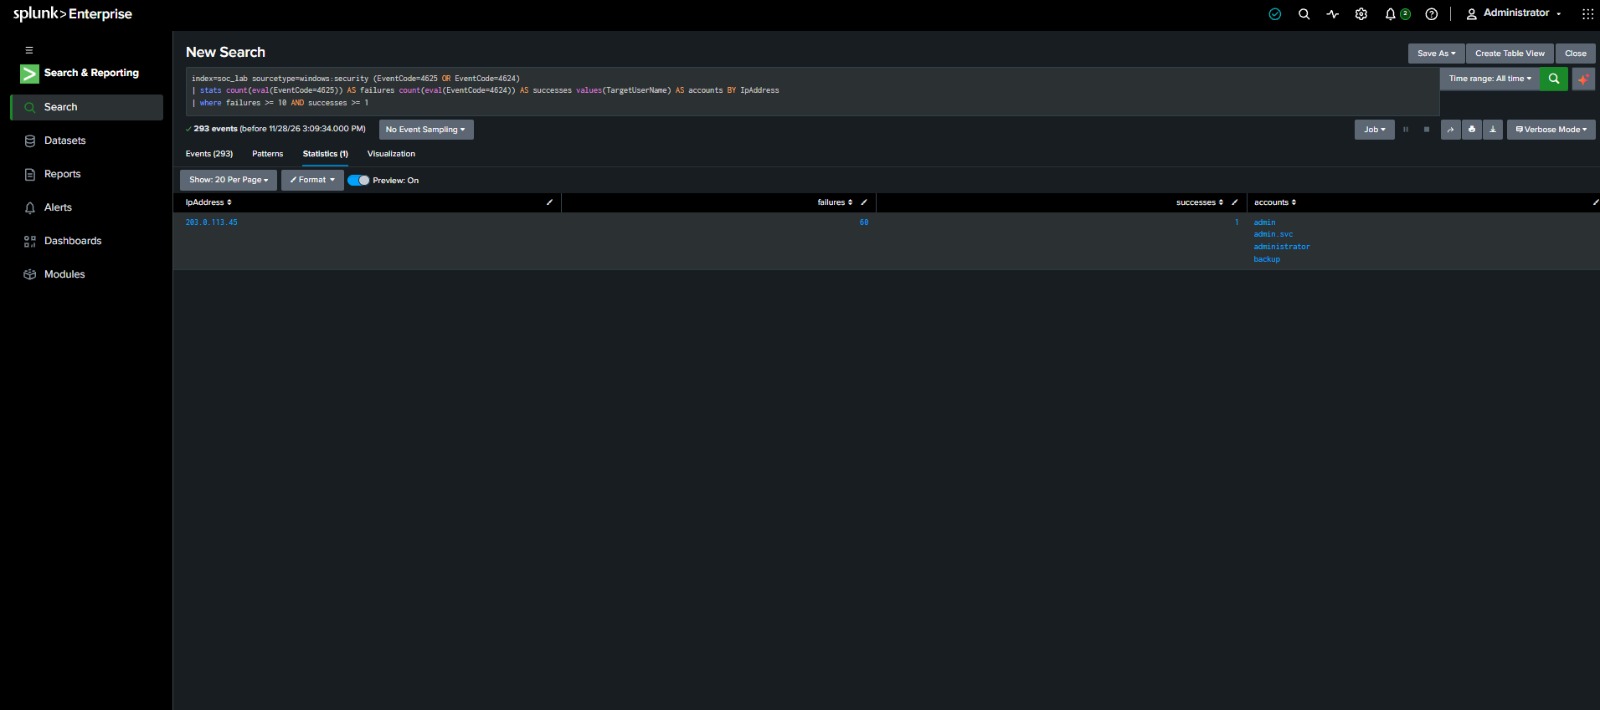 splunk>Enterprise
2
Administrator
Search & Reporting
Search
Datasets
Reports
Alerts
Dashboards
Modules
New Search
Save As
Create Table View
Close
index=soc_lab sourcetype=windows:security (EventCode=4625 OR EventCode=4624)
| stats count(eval(EventCode=4625)) AS failures count(eval(EventCode=4624)) AS successes values(TargetUserName) AS accounts BY IpAddress
| where failures >= 10 AND successes >= 1
Time range: All time
293 events (before 11/28/26 3:09:34.000 PM)
No Event Sampling
Job
Verbose Mode
Events (293)
Patterns
Statistics (1)
Visualization
Show: 20 Per Page
Format
Preview: On
IpAddress
failures
successes
accounts
203.0.113.45
60
1
admin
admin.svc
administrator
backup